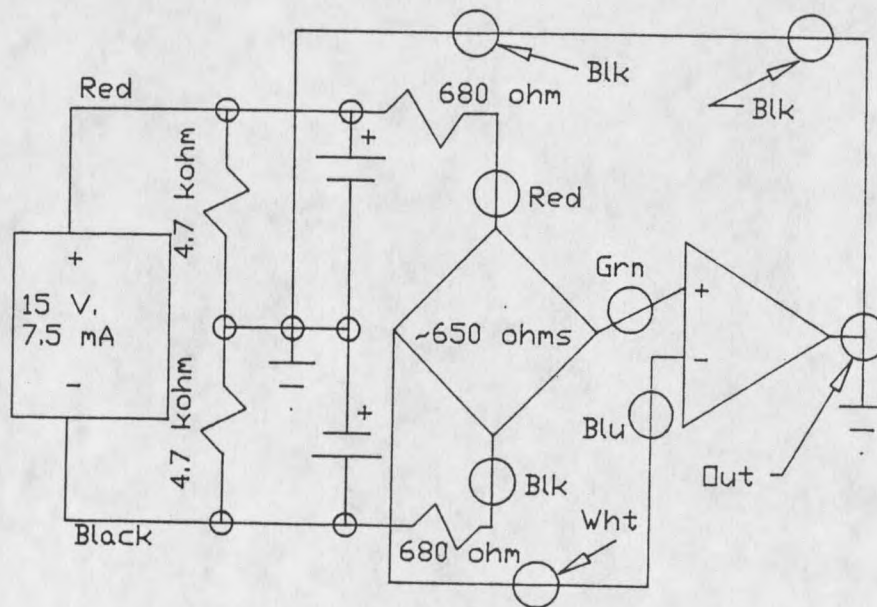 Blk
Blk
680 ohm
Red
4.7 kohm
+
Red
Grn
+
+
15 V,
7.5 mA
~650 ohms
-
-
4.7 kohm
+
Blu
Blk
Out
Wht
Black
680 ohm